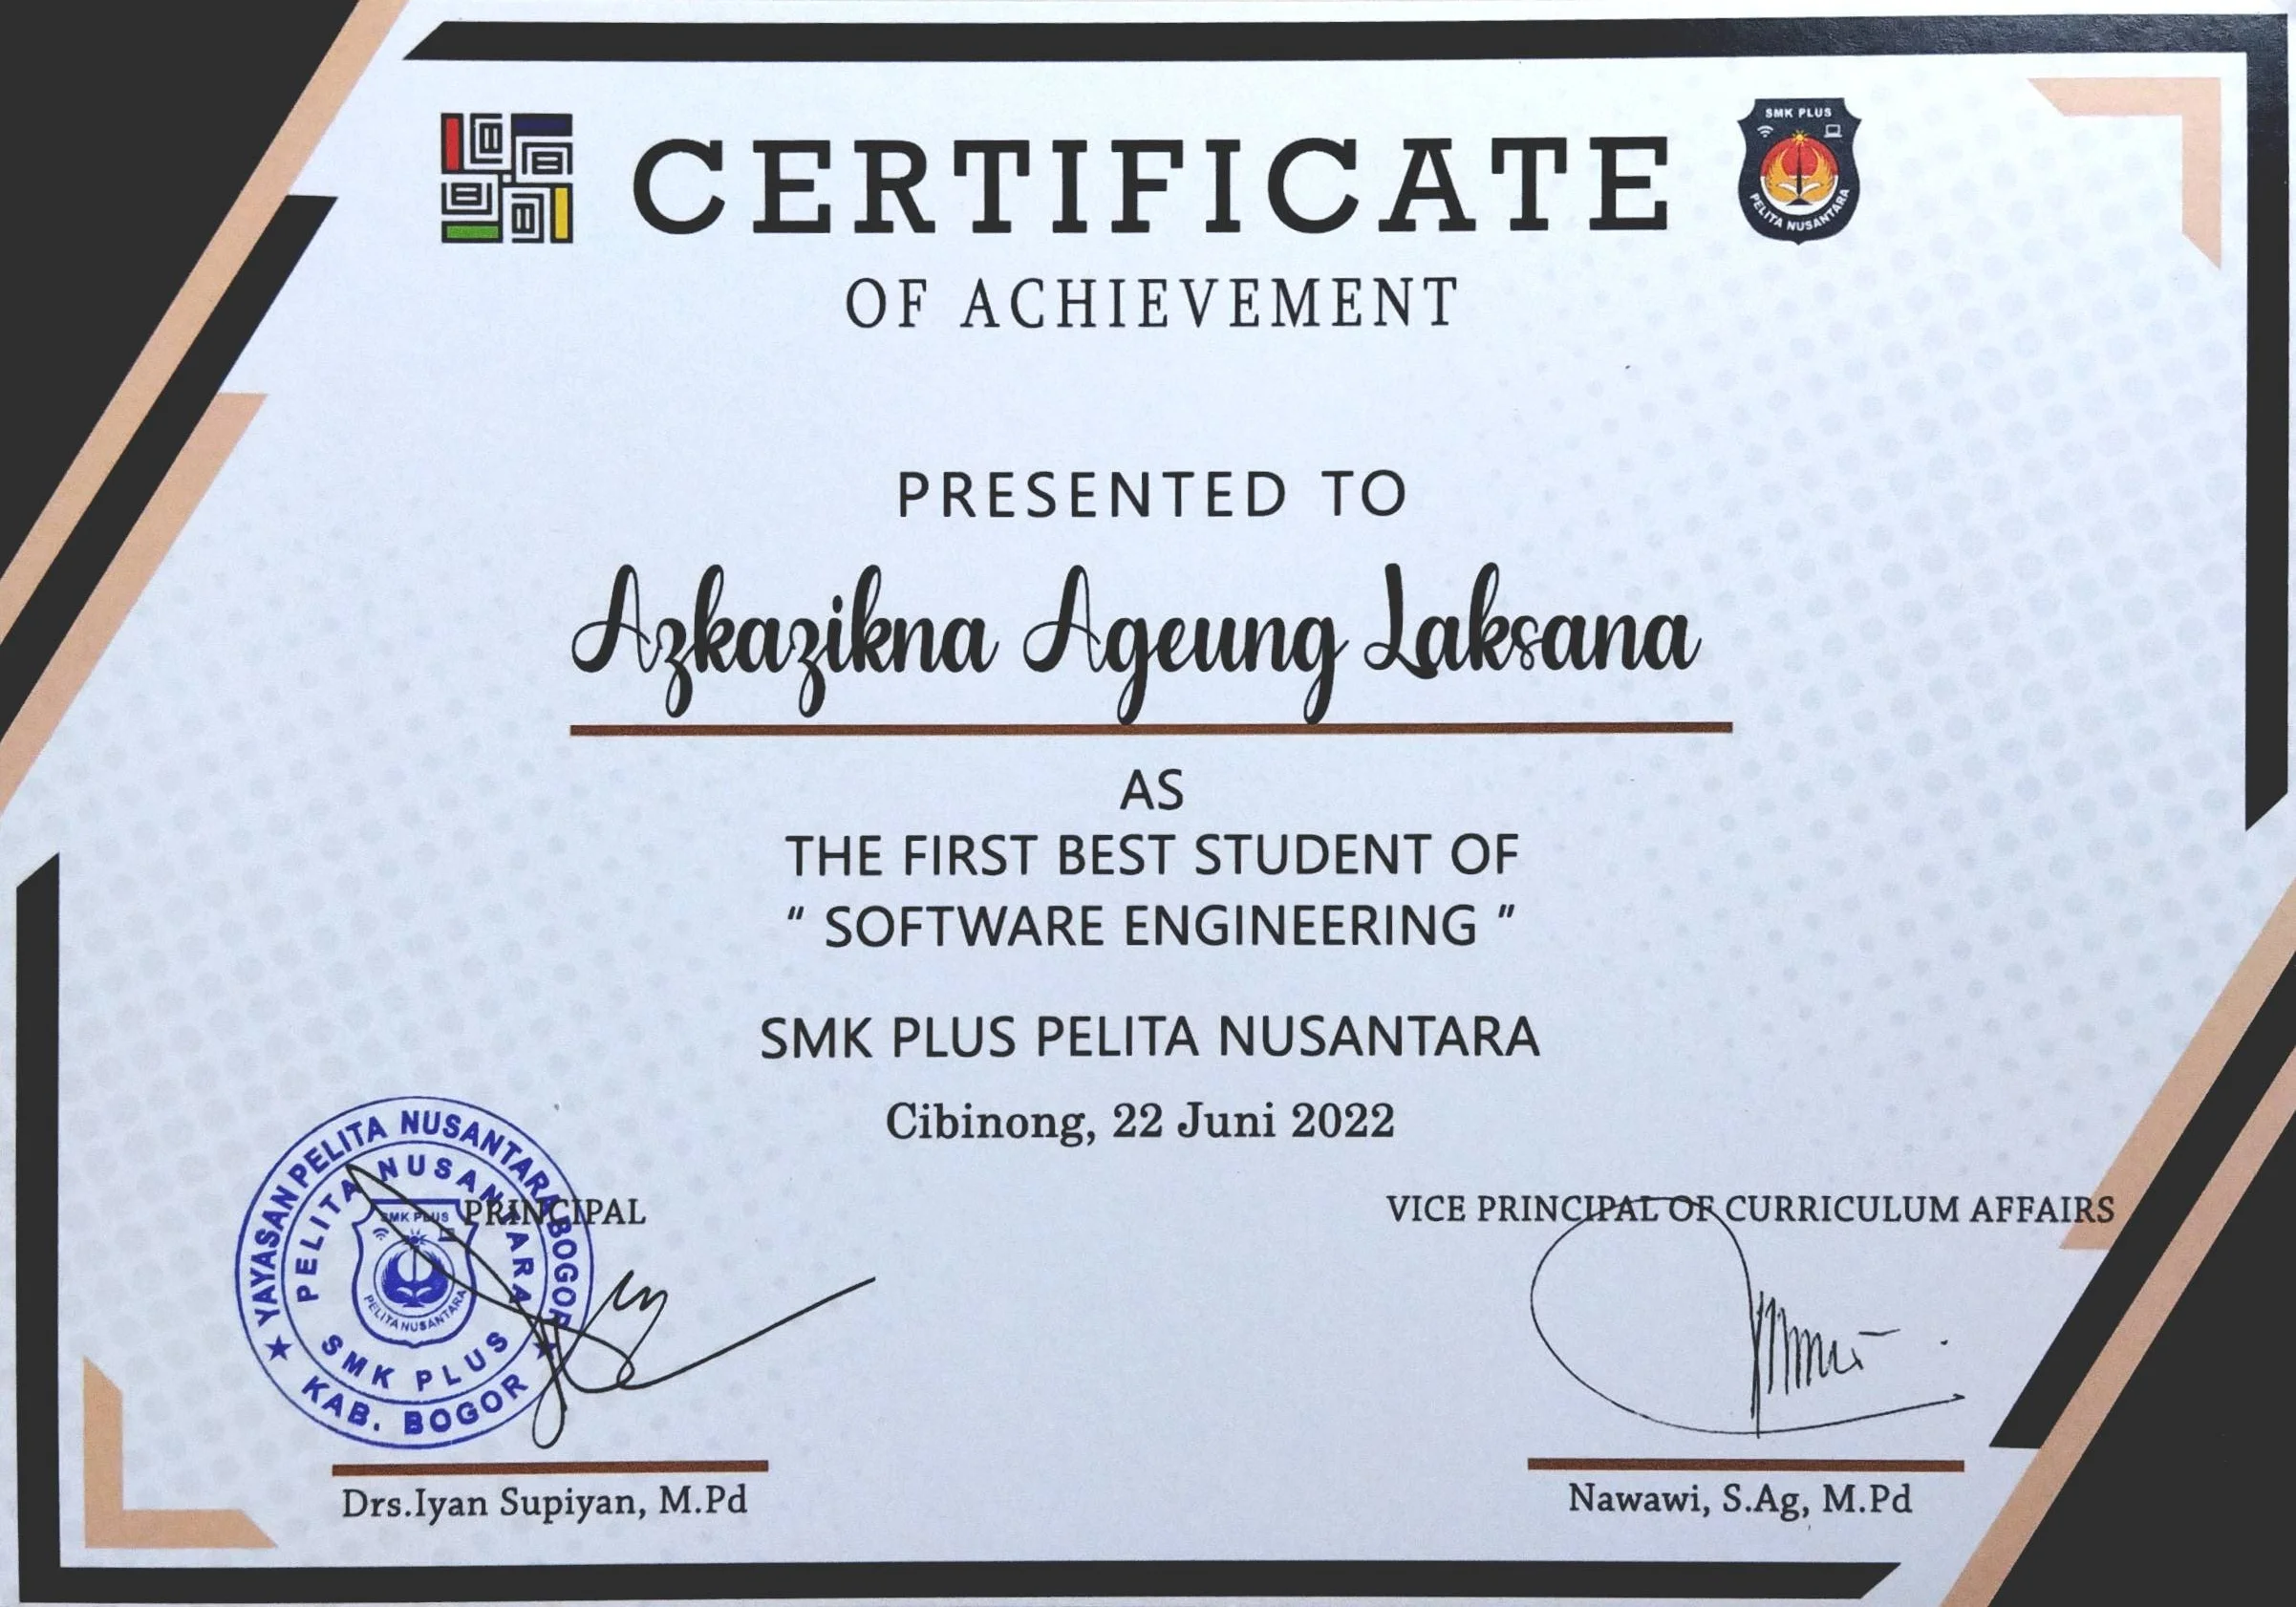 CERTIFICATE
SMK PLUS
PELITA NUSANTARA
OF ACHIEVEMENT
PRESENTED TO
Azkazikna Ageung Laksana
AS
THE FIRST BEST STUDENT OF
“ SOFTWARE ENGINEERING ”
SMK PLUS PELITA NUSANTARA
Cibinong, 22 Juni 2022
YAYASAN PELITA NUSANTARA BOGOR
PELITA NUSANTARA
SMK PLUS
PELITA NUSANTARA
SMK PLUS
KAB. BOGOR
PRINCIPAL
VICE PRINCIPAL OF CURRICULUM AFFAIRS
Drs.Iyan Supiyan, M.Pd
Nawawi, S.Ag, M.Pd